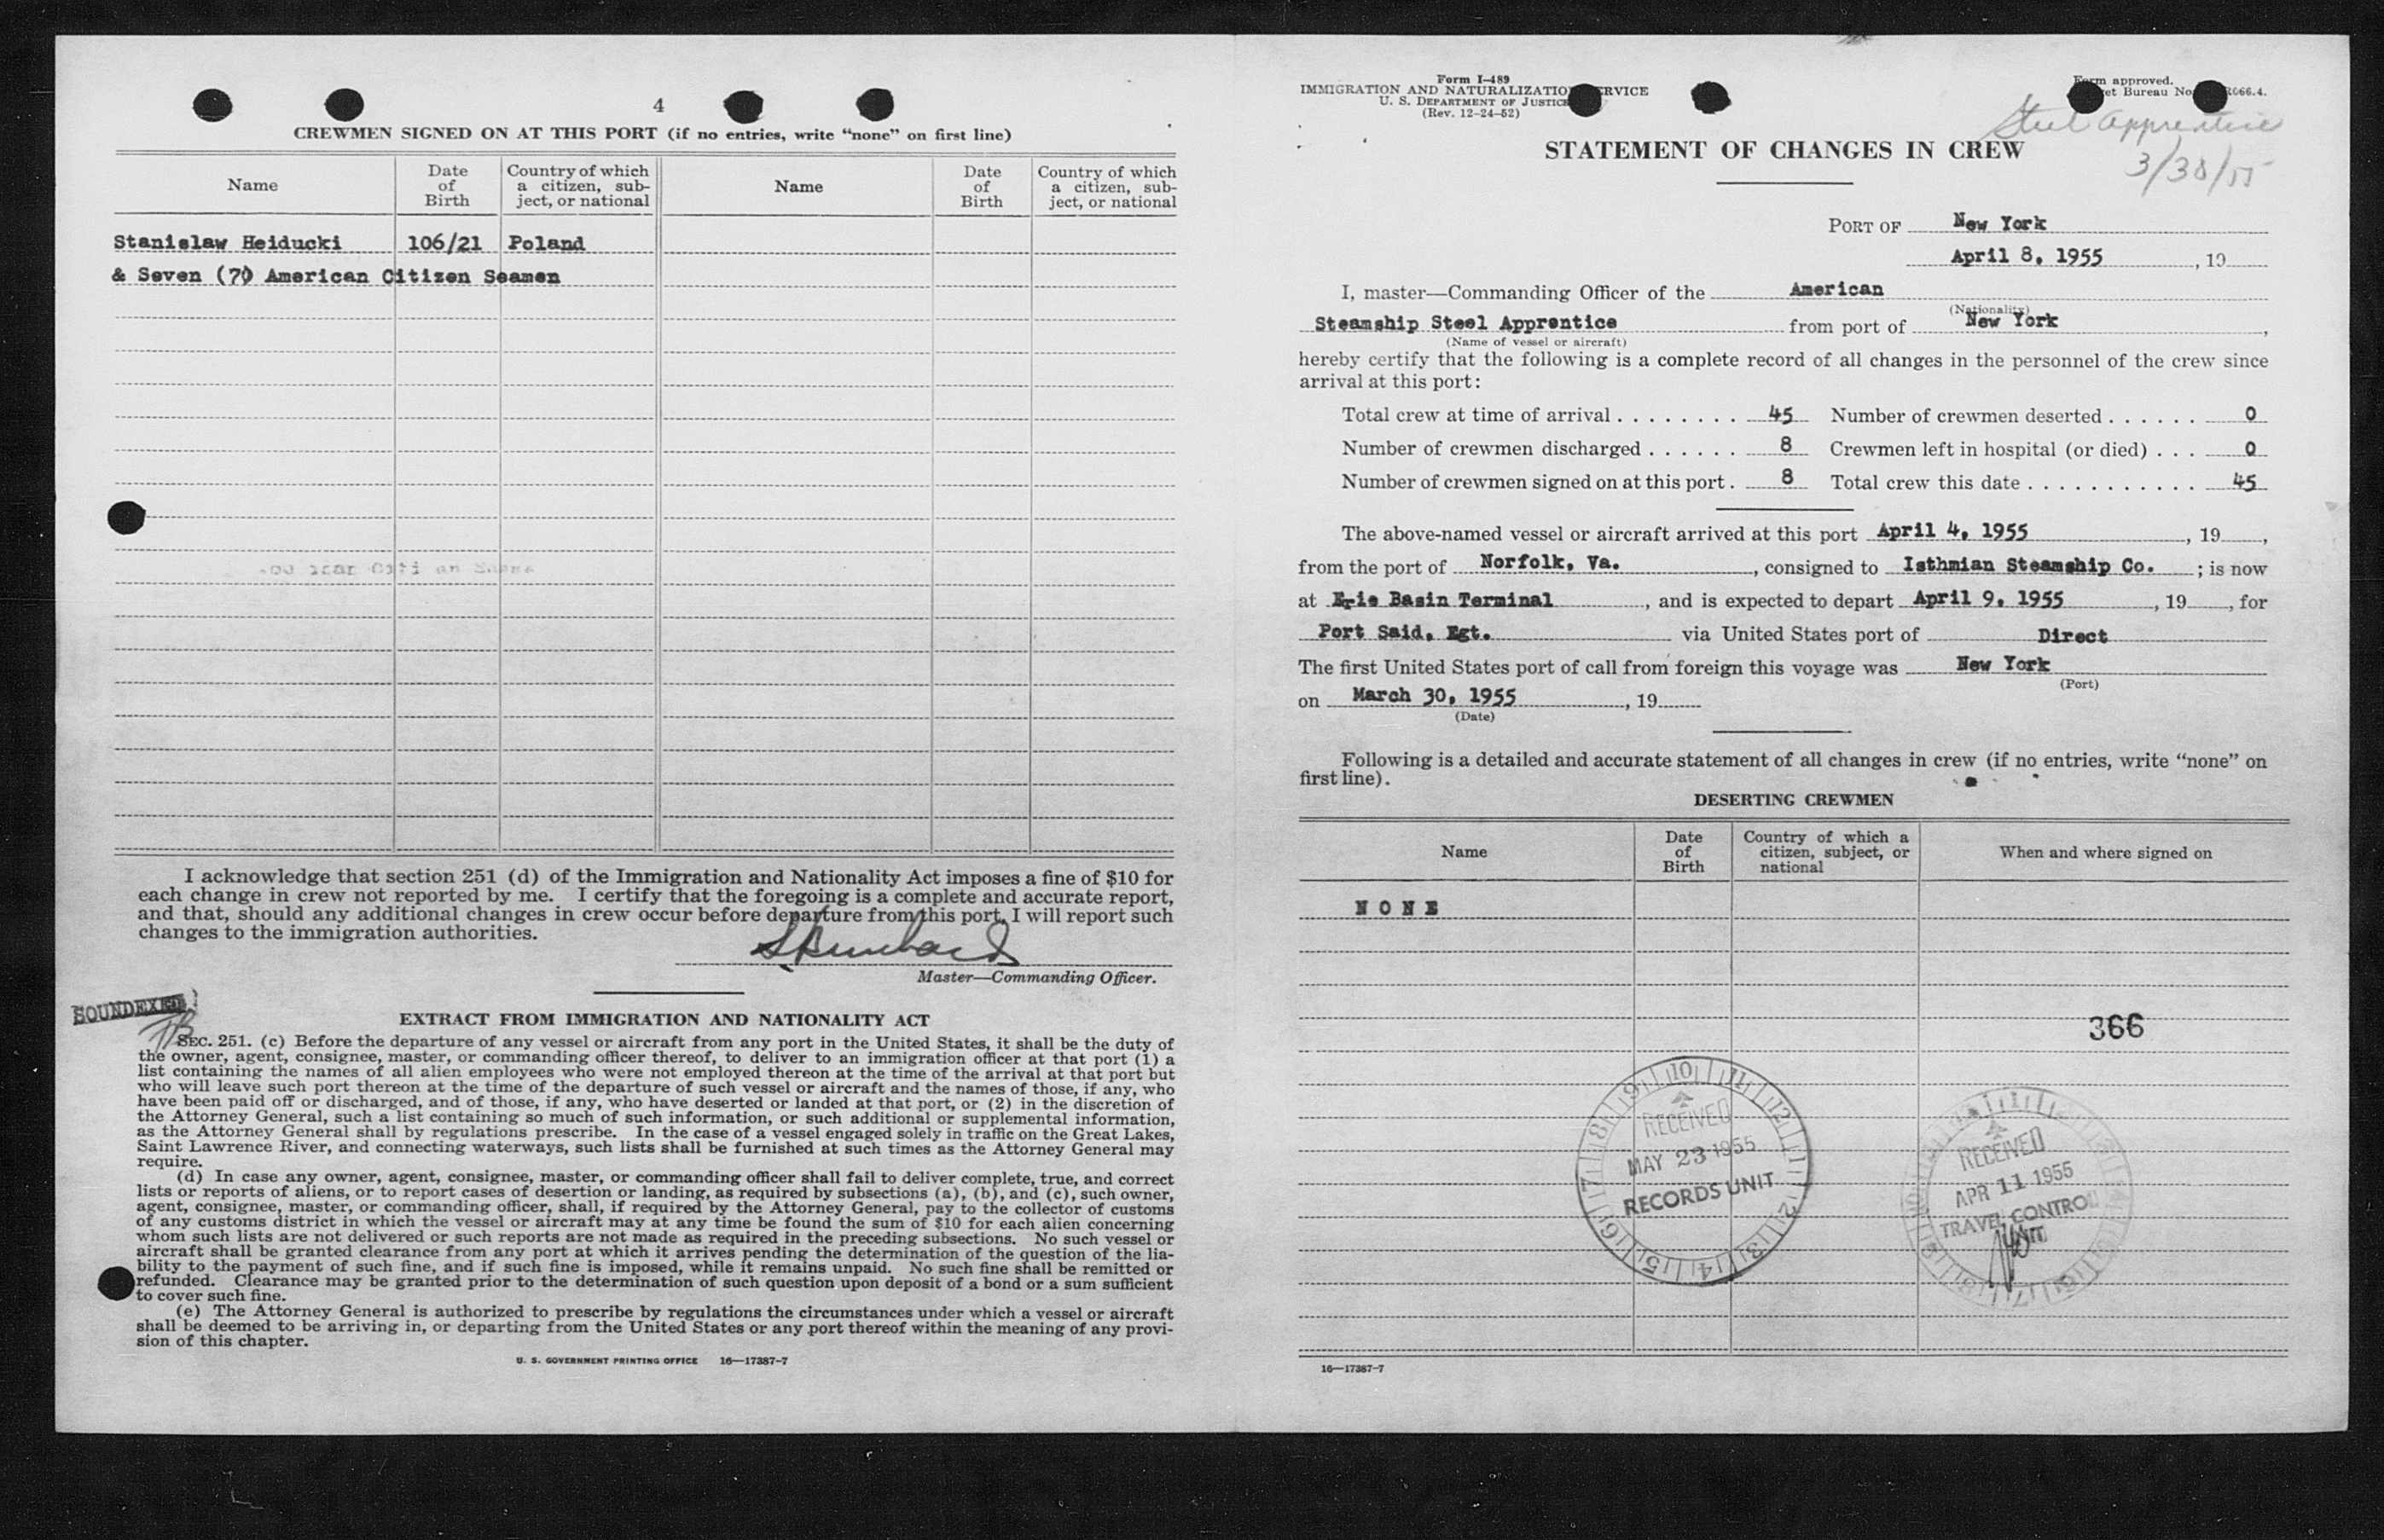 4
CREWMEN SIGNED ON AT THIS PORT (if no entries, write “none” on first line)
Name
Date of Birth
Country of which a citizen, subject, or national
Name
Date of Birth
Country of which a citizen, subject, or national
Stanislaw Heiducki 106/21 Poland
& Seven (7) American Citizen Seamen
I acknowledge that section 251 (d) of the Immigration and Nationality Act imposes a fine of $10 for
each change in crew not reported by me. I certify that the foregoing is a complete and accurate report,
and that, should any additional changes in crew occur before departure from this port, I will report such
changes to the immigration authorities.
Master—Commanding Officer.
SOUNDEXED
EXTRACT FROM IMMIGRATION AND NATIONALITY ACT
SEC. 251. (c) Before the departure of any vessel or aircraft from any port in the United States, it shall be the duty of
the owner, agent, consignee, master, or commanding officer thereof, to deliver to an immigration officer at that port (1) a
list containing the names of all alien employees who were not employed thereon at the time of the arrival at that port but
who will leave such port thereon at the time of the departure of such vessel or aircraft and the names of those, if any, who
have been paid off or discharged, and of those, if any, who have deserted or landed at that port, or (2) in the discretion of
the Attorney General, such a list containing so much of such information, or such additional or supplemental information,
as the Attorney General shall by regulations prescribe. In the case of a vessel engaged solely in traffic on the Great Lakes,
Saint Lawrence River, and connecting waterways, such lists shall be furnished at such times as the Attorney General may
require.
(d) In case any owner, agent, consignee, master, or commanding officer shall fail to deliver complete, true, and correct
lists or reports of aliens, or to report cases of desertion or landing, as required by subsections (a), (b), and (c), such owner,
agent, consignee, master, or commanding officer, shall, if required by the Attorney General, pay to the collector of customs
of any customs district in which the vessel or aircraft may at any time be found the sum of $10 for each alien concerning
whom such lists are not delivered or such reports are not made as required in the preceding subsections. No such vessel or
aircraft shall be granted clearance from any port at which it arrives pending the determination of the question of the lia-
bility to the payment of such fine, and if such fine is imposed, while it remains unpaid. No such fine shall be remitted or
refunded. Clearance may be granted prior to the determination of such question upon deposit of a bond or a sum sufficient
to cover such fine.
(e) The Attorney General is authorized to prescribe by regulations the circumstances under which a vessel or aircraft
shall be deemed to be arriving in, or departing from the United States or any port thereof within the meaning of any provi-
sion of this chapter.
U. S. GOVERNMENT PRINTING OFFICE 16—17387-7
Form I-489
IMMIGRATION AND NATURALIZATION SERVICE
U. S. DEPARTMENT OF JUSTICE
(Rev. 12-24-52)
Form approved.
Bureau No. R066.4.
Steel Apprentice
3/30/55
STATEMENT OF CHANGES IN CREW
PORT OF New York
April 8, 1955, 19
I, master—Commanding Officer of the American
(Nationality)
Steamship Steel Apprentice from port of New York,
(Name of vessel or aircraft)
hereby certify that the following is a complete record of all changes in the personnel of the crew since
arrival at this port:
Total crew at time of arrival 45 Number of crewmen deserted 0
Number of crewmen discharged 8 Crewmen left in hospital (or died) 0
Number of crewmen signed on at this port. 8 Total crew this date 45
The above-named vessel or aircraft arrived at this port April 4, 1955, 19,
from the port of Norfolk, Va., consigned to Isthmian Steamship Co.; is now
at Erie Basin Terminal, and is expected to depart April 9, 1955, 19, for
Port Said, Egt. via United States port of Direct
The first United States port of call from foreign this voyage was New York
(Port)
on March 30, 1955, 19
(Date)
Following is a detailed and accurate statement of all changes in crew (if no entries, write “none” on
first line).
DESERTING CREWMEN
Name
Date of Birth
Country of which a citizen, subject, or national
When and where signed on
NONE
366
RECEIVED
MAY 23 1955
RECORDS UNIT
RECEIVED
APR 11 1955
TRAVEL CONTROL
UNIT
16—17387-7